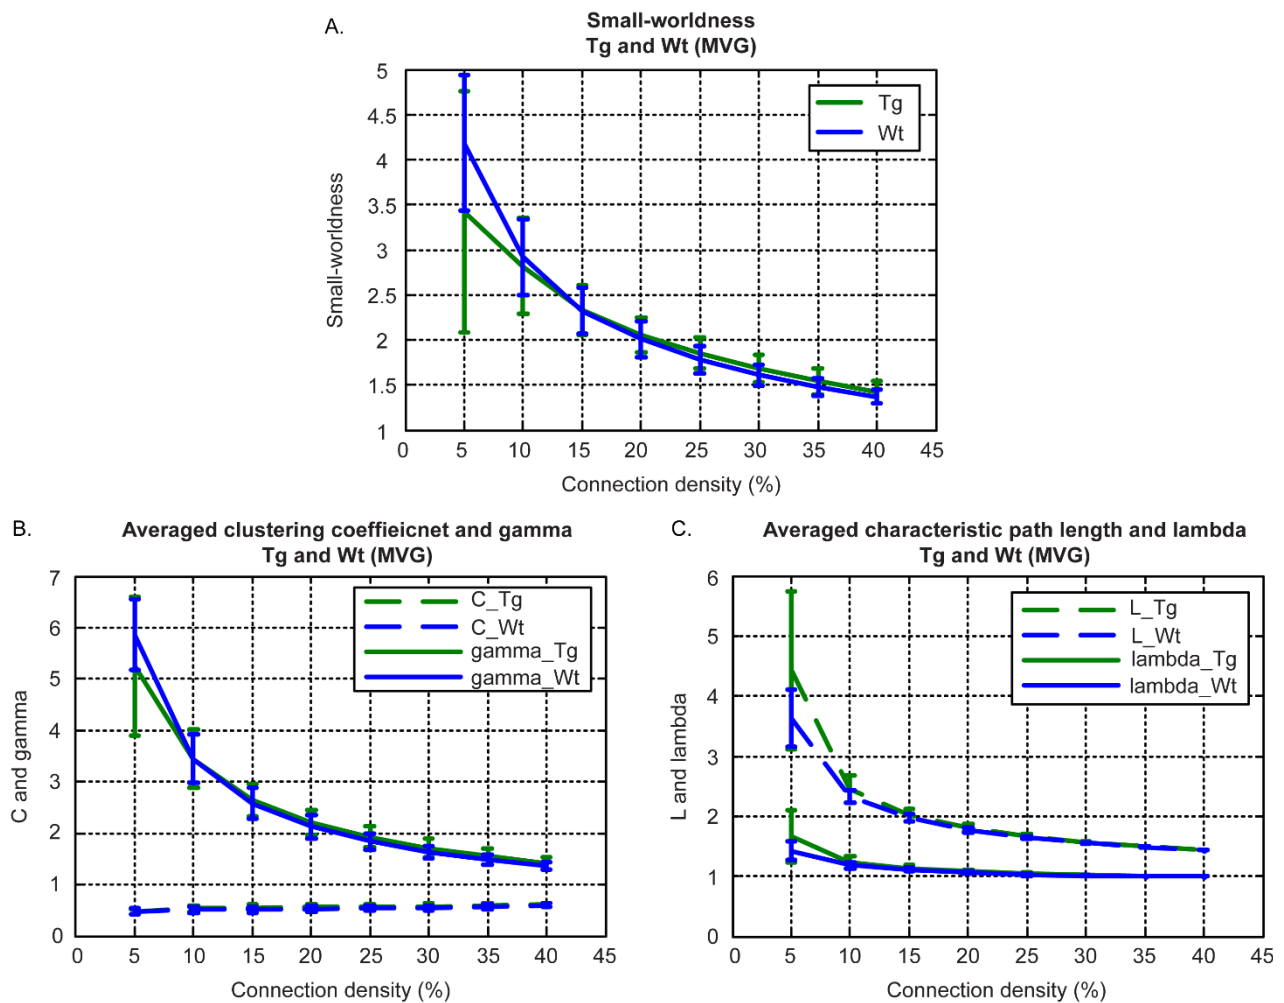 A.
Small-worldness
Tg and Wt (MVG)
5
4.5
4
3.5
3
2.5
2
1.5
1
Small-worldness
Tg
Wt
0 5 10 15 20 25 30 35 40 45
Connection density (%)
B.
Averaged clustering coeffieicnet and gamma
Tg and Wt (MVG)
7
6
5
4
3
2
1
0
C and gamma
C_Tg
C_Wt
gamma_Tg
gamma_Wt
0 5 10 15 20 25 30 35 40 45
Connection density (%)
C.
Averaged characteristic path length and lambda
Tg and Wt (MVG)
6
5
4
3
2
1
0
L and lambda
L_Tg
L_Wt
lambda_Tg
lambda_Wt
0 5 10 15 20 25 30 35 40 45
Connection density (%)